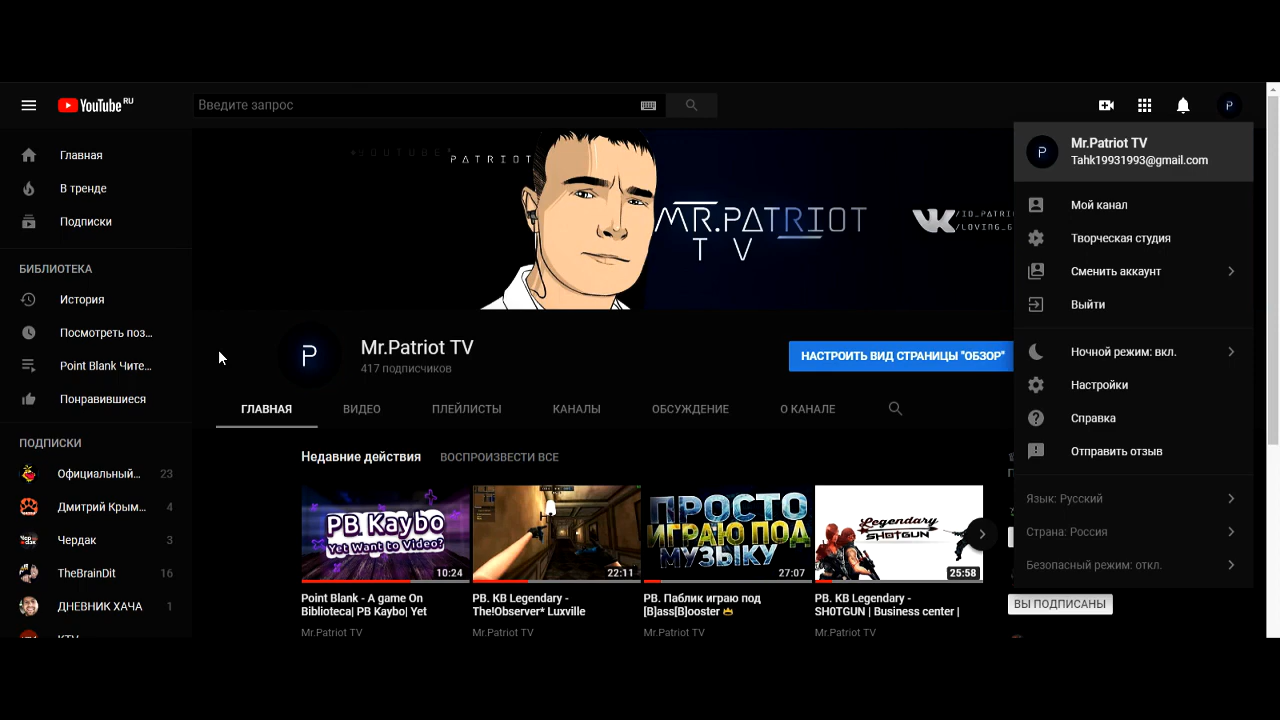 YouTube RU
Введите запрос
Главная
В тренде
Подписки
БИБЛИОТЕКА
История
Посмотреть поз...
Point Blank Чите...
Понравившиеся
ПОДПИСКИ
Официальный... 23
Дмитрий Крым... 4
Чердак 3
TheBrainDit 16
ДНЕВНИК ХАЧА 1
KTV
PATRIOT
MR.PATRIOT
TV
Mr.Patriot TV
417 подписчиков
НАСТРОИТЬ ВИД СТРАНИЦЫ "ОБЗОР"
ГЛАВНАЯ ВИДЕО ПЛЕЙЛИСТЫ КАНАЛЫ ОБСУЖДЕНИЕ О КАНАЛЕ
Недавние действия ВОСПРОИЗВЕСТИ ВСЕ
PB Kaybo
Yet Want to Video?
10:24
Point Blank - A game On
Biblioteca| PB Kaybo| Yet
Mr.Patriot TV
22:11
PB. KB Legendary -
The!Observer* Luxville
Mr.Patriot TV
ПРОСТО
ИГРАЮ ПОД
МУЗЫКУ
27:07
PB. Паблик играю под
[B]ass[B]ooster
Mr.Patriot TV
Legendary
SHOTGUN
25:58
PB. KB Legendary -
SH0TGUN | Business center |
Mr.Patriot TV
P
Mr.Patriot TV
Tahk19931993@gmail.com
Мой канал
Творческая студия
Сменить аккаунт
Выйти
Ночной режим: вкл.
Настройки
Справка
Отправить отзыв
Язык: Русский
Страна: Россия
Безопасный режим: откл.
ВЫ ПОДПИСАНЫ